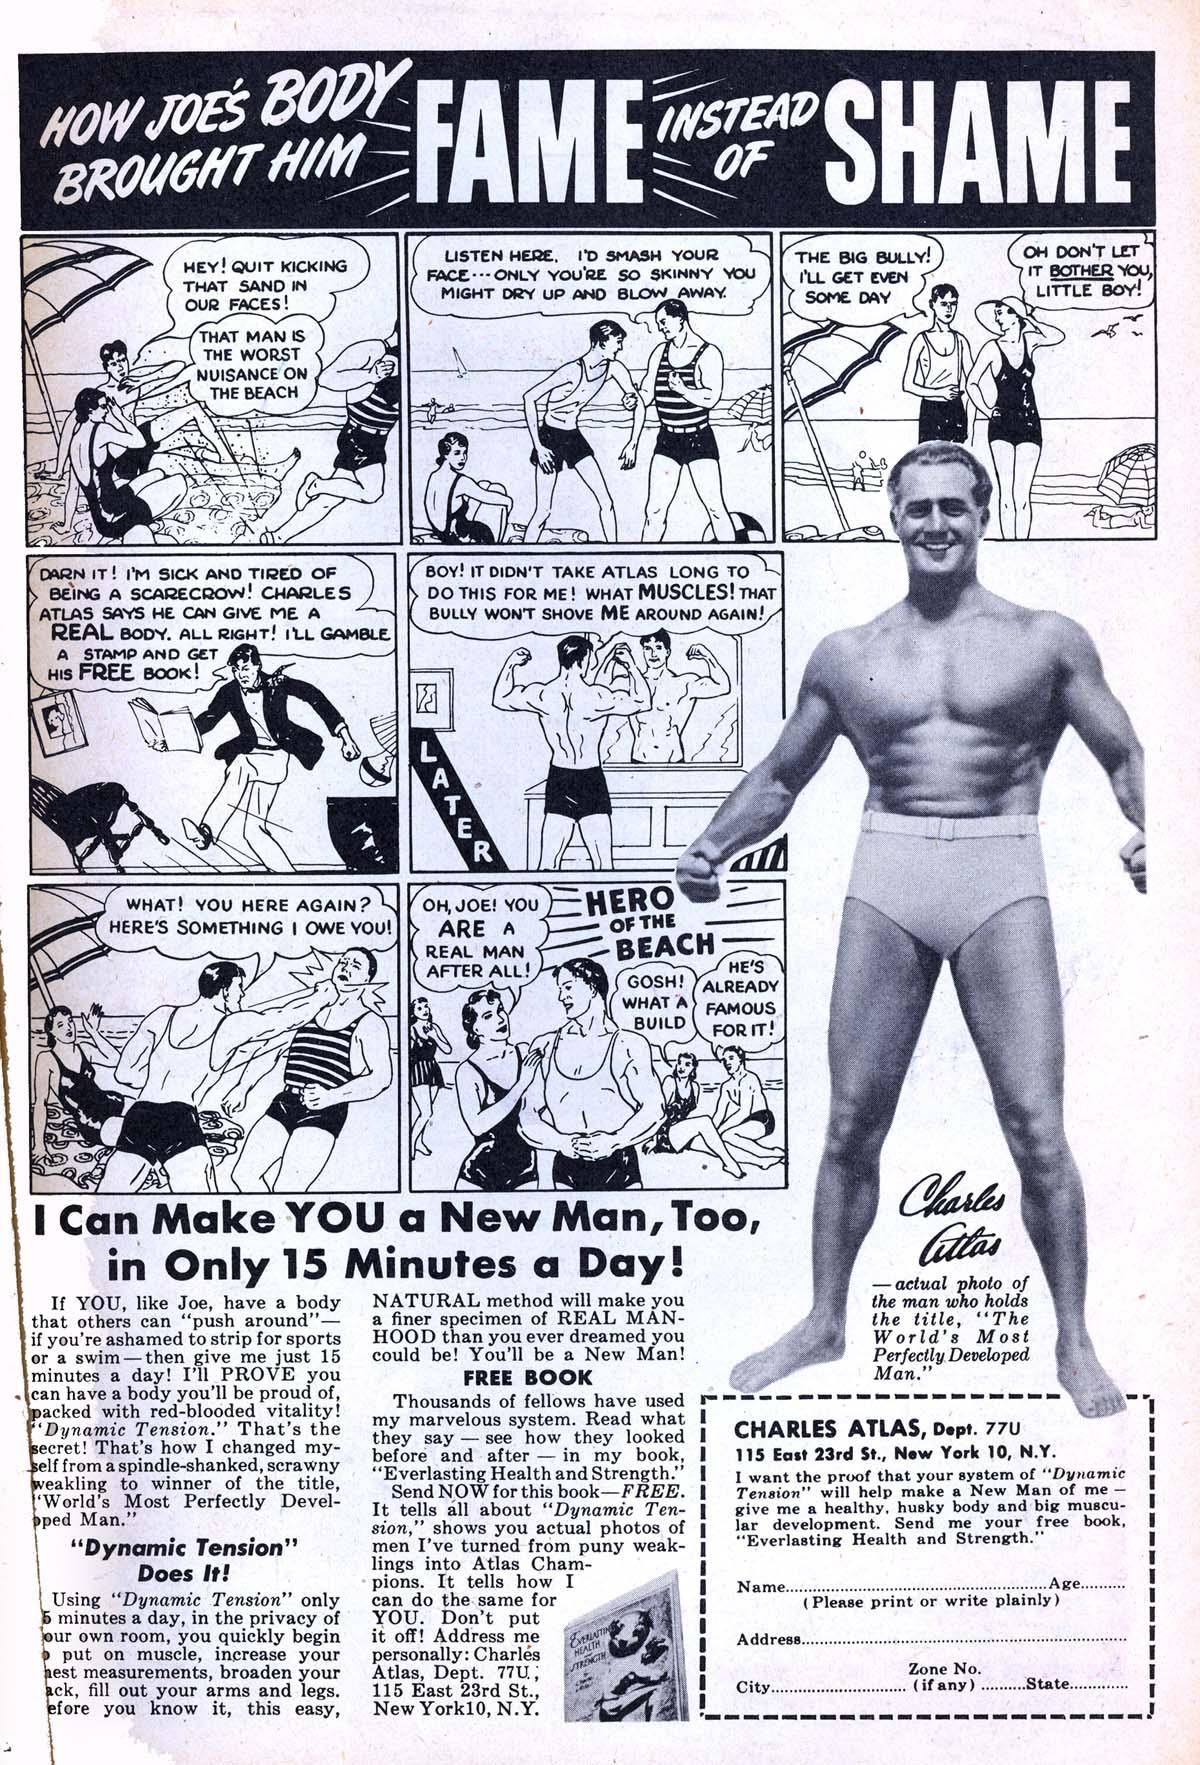 HOW JOE'S BODY
BROUGHT HIM
FAME
INSTEAD
OF
SHAME
HEY! QUIT KICKING
THAT SAND IN
OUR FACES!
THAT MAN IS
THE WORST
NUISANCE ON
THE BEACH
LISTEN HERE. I'D SMASH YOUR
FACE---ONLY YOU'RE SO SKINNY YOU
MIGHT DRY UP AND BLOW AWAY.
THE BIG BULLY!
I'LL GET EVEN
SOME DAY
OH DON'T LET
IT BOTHER YOU,
LITTLE BOY!
DARN IT! I'M SICK AND TIRED OF
BEING A SCARECROW! CHARLES
ATLAS SAYS HE CAN GIVE ME A
REAL BODY. ALL RIGHT! I'LL GAMBLE
A STAMP AND GET
HIS FREE BOOK!
BOY! IT DIDN'T TAKE ATLAS LONG TO
DO THIS FOR ME! WHAT MUSCLES! THAT
BULLY WON'T SHOVE ME AROUND AGAIN!
LATER
WHAT! YOU HERE AGAIN?
HERE'S SOMETHING I OWE YOU!
OH, JOE! YOU
ARE A
REAL MAN
AFTER ALL!
HERO
OF THE
BEACH
GOSH!
WHAT A
BUILD
HE'S
ALREADY
FAMOUS
FOR IT!
I Can Make YOU a New Man, Too,
in Only 15 Minutes a Day!
If YOU, like Joe, have a body
that others can "push around"—
if you're ashamed to strip for sports
or a swim—then give me just 15
minutes a day! I'll PROVE you
can have a body you'll be proud of,
packed with red-blooded vitality!
"Dynamic Tension." That's the
secret! That's how I changed my-
self from a spindle-shanked, scrawny
weakling to winner of the title,
"World's Most Perfectly Devel-
oped Man."
"Dynamic Tension"
Does It!
Using "Dynamic Tension" only
5 minutes a day, in the privacy of
our own room, you quickly begin
put on muscle, increase your
est measurements, broaden your
ck, fill out your arms and legs.
efore you know it, this easy,
NATURAL method will make you
a finer specimen of REAL MAN-
HOOD than you ever dreamed you
could be! You'll be a New Man!
FREE BOOK
Thousands of fellows have used
my marvelous system. Read what
they say—see how they looked
before and after—in my book,
"Everlasting Health and Strength."
Send NOW for this book—FREE.
It tells all about "Dynamic Ten-
sion," shows you actual photos of
men I've turned from puny weak-
lings into Atlas Cham-
pions. It tells how I
can do the same for
YOU. Don't put
it off! Address me
personally: Charles
Atlas, Dept. 77U,
115 East 23rd St.,
New York10, N.Y.
EVERLASTING
HEALTH
STRENGTH
Charles
Atlas
—actual photo of
the man who holds
the title, "The
World's Most
Perfectly Developed
Man."
CHARLES ATLAS, Dept. 77U
115 East 23rd St., New York 10, N.Y.
I want the proof that your system of "Dynamic
Tension" will help make a New Man of me—
give me a healthy, husky body and big muscu-
lar development. Send me your free book,
"Everlasting Health and Strength."
Name.............................................Age..........
(Please print or write plainly)
Address..........................................................
Zone No.
City........................... (if any) .........State............